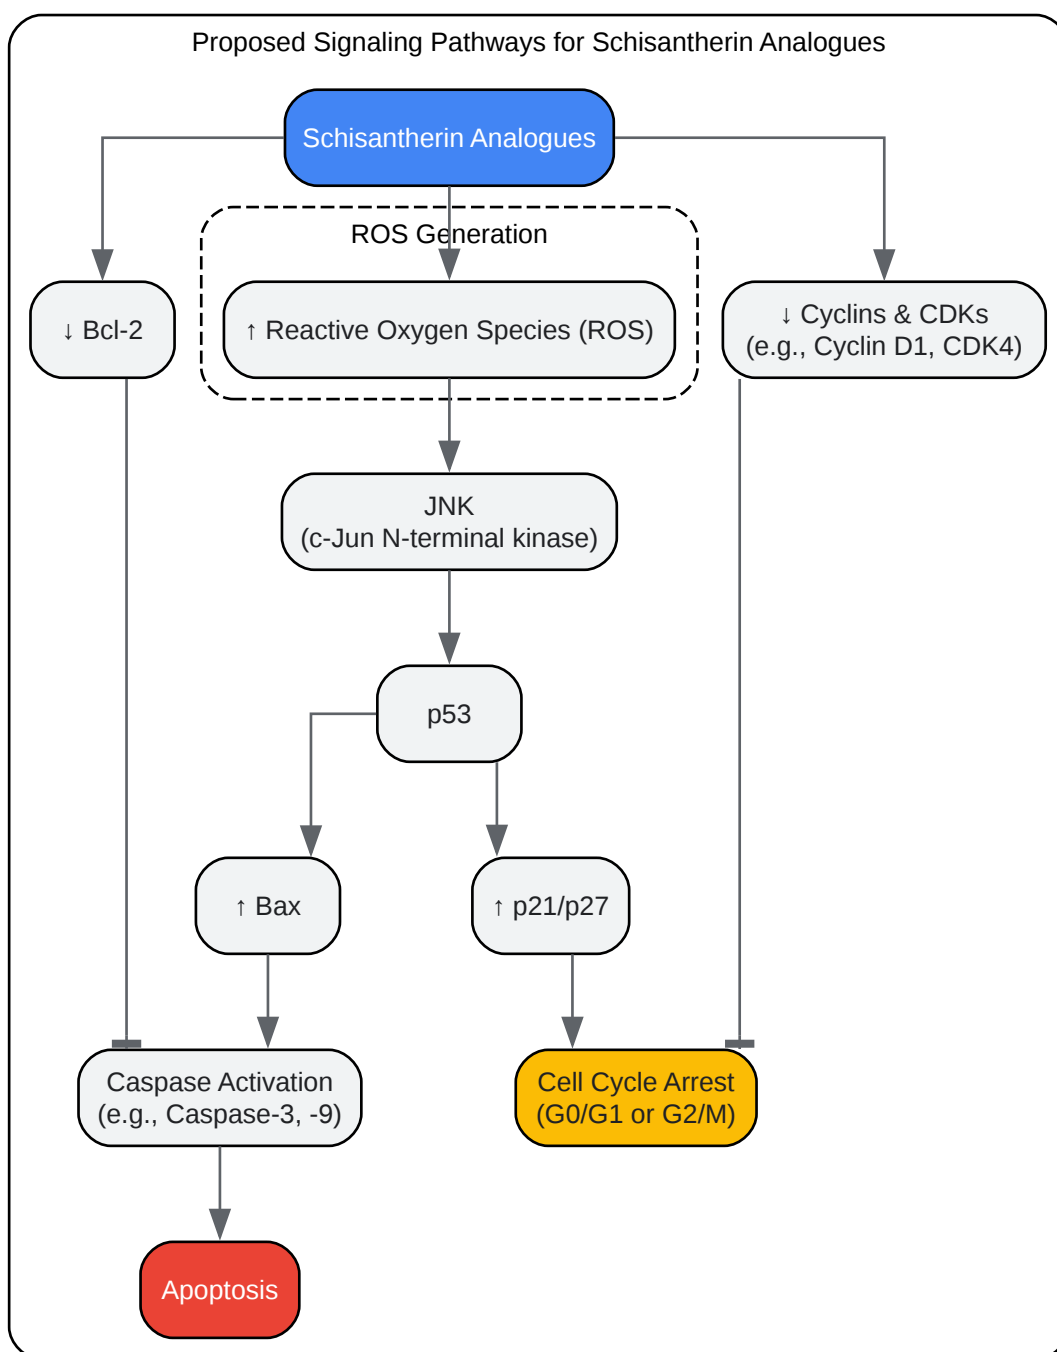 Proposed Signaling Pathways for Schisantherin Analogues
Schisantherin Analogues
ROS Generation
↓ Bcl-2
↑ Reactive Oxygen Species (ROS)
↓ Cyclins & CDKs
(e.g., Cyclin D1, CDK4)
JNK
(c-Jun N-terminal kinase)
p53
↑ Bax
↑ p21/p27
Caspase Activation
(e.g., Caspase-3, -9)
Cell Cycle Arrest
(G0/G1 or G2/M)
Apoptosis